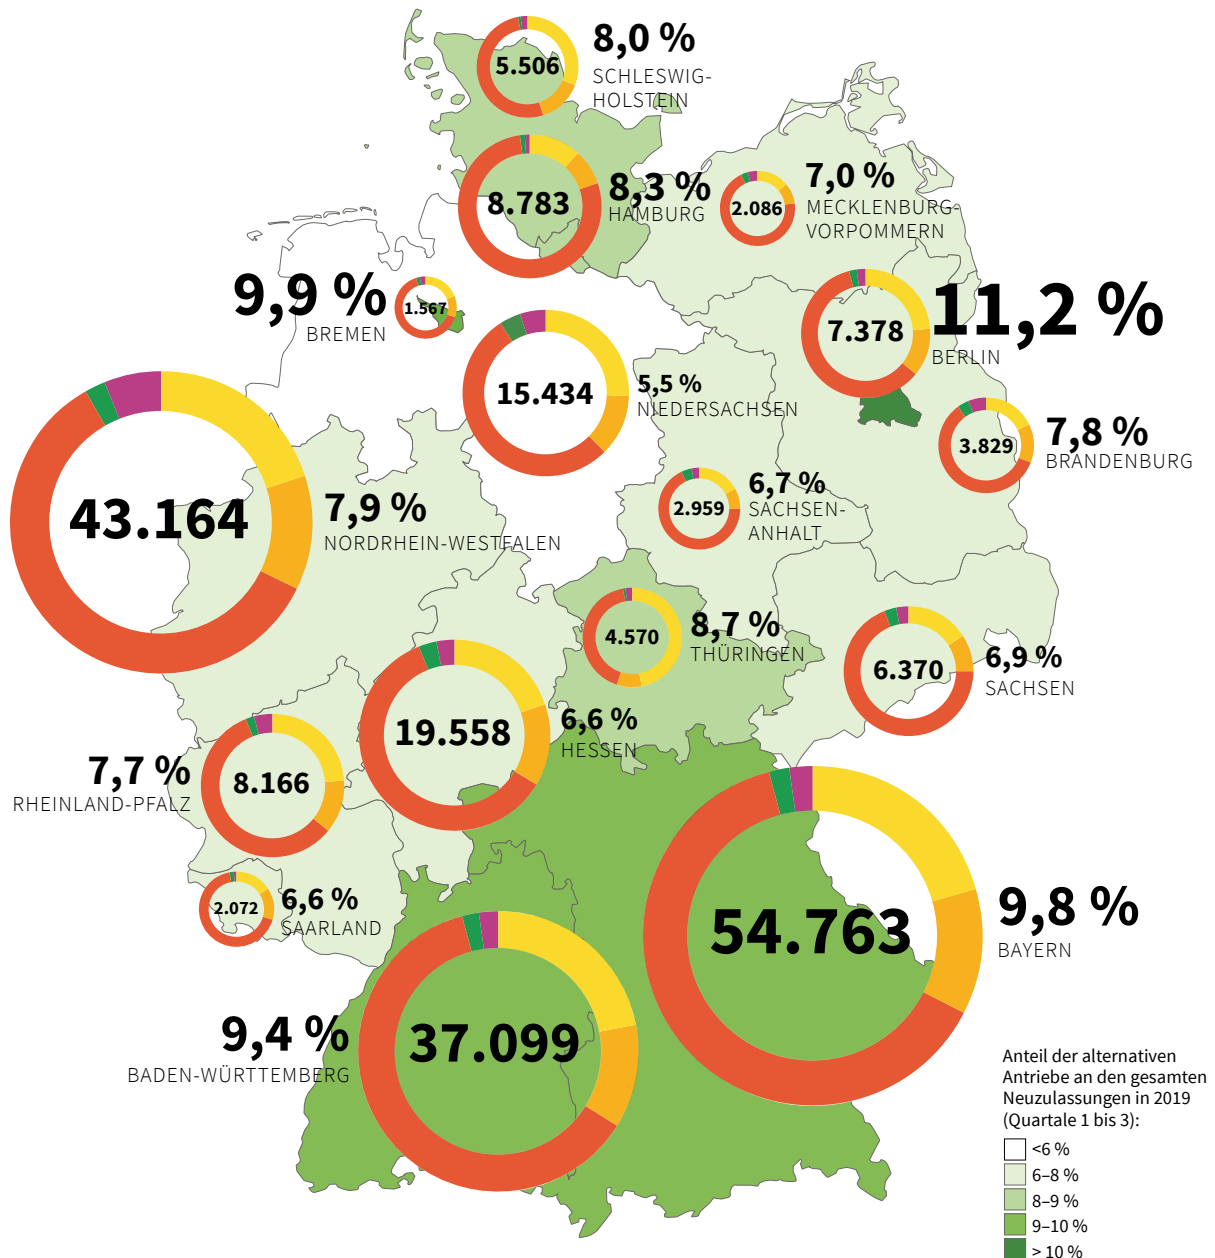 8,0 %
5.506
SCHLESWIG-
HOLSTEIN
8,3 %
8.783
HAMBURG
7,0 %
2.086
MECKLENBURG-
VORPOMMERN
9,9 %
1.567
BREMEN
11,2 %
7.378
BERLIN
15.434
5,5 %
NIEDERSACHSEN
7,8 %
3.829
BRANDENBURG
43.164
7,9 %
NORDRHEIN-WESTFALEN
6,7 %
2.959
SACHSEN-
ANHALT
8,7 %
4.570
THÜRINGEN
6,9 %
6.370
SACHSEN
19.558
6,6 %
HESSEN
7,7 %
8.166
RHEINLAND-PFALZ
2.072
6,6 %
SAARLAND
54.763
9,8 %
BAYERN
9,4 %
37.099
BADEN-WÜRTTEMBERG
Anteil der alternativen
Antriebe an den gesamten
Neuzulassungen in 2019
(Quartale 1 bis 3):
<6 %
6–8 %
8–9 %
9–10 %
> 10 %